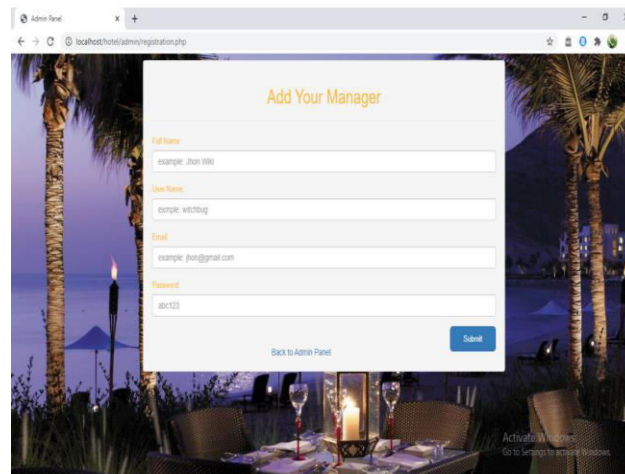 Admin Panel
localhost/hotel/admin/registration.php
Add Your Manager
Full Name
example: Jhon Wiki
User Name
exmple: witchbug
Email
example: jhon@gmail.com
Password
abc123
Submit
Back to Admin Panel
Activate Windows
Go to Settings to activate Windows.